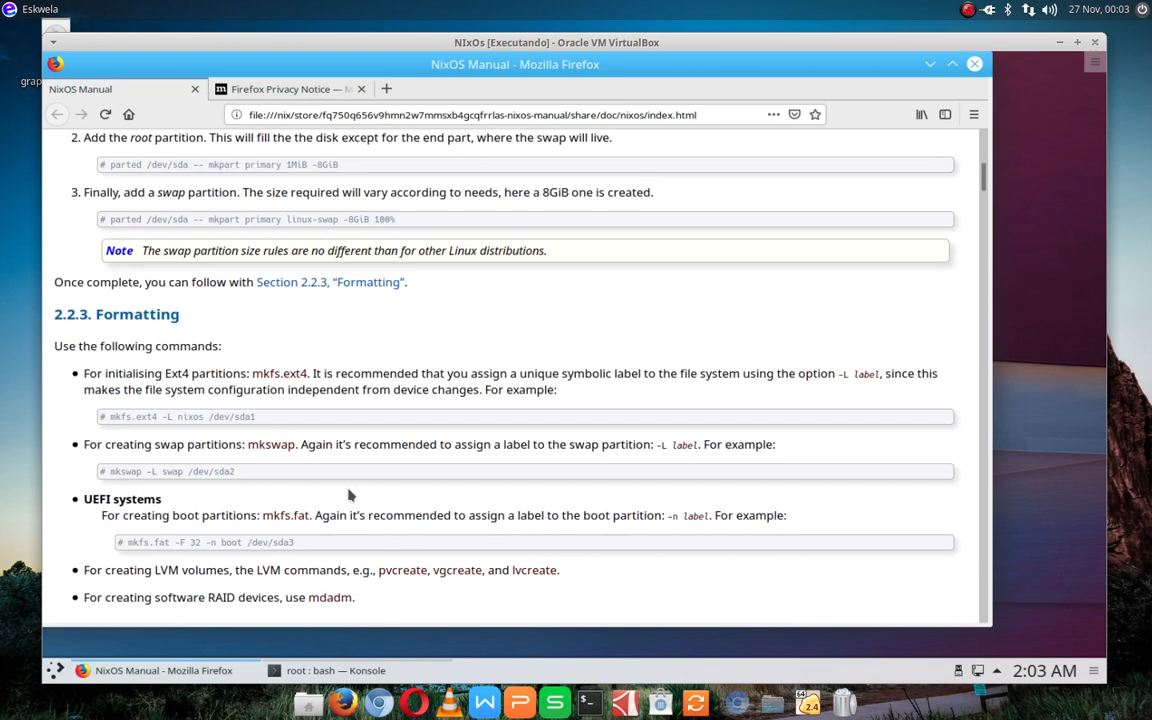 Eskwela
27 Nov, 00:03
grap
NIxOs [Executando] - Oracle VM VirtualBox
NixOS Manual - Mozilla Firefox
NixOS Manual
Firefox Privacy Notice — M
file:///nix/store/fq750q656v9hmn2w7mmsxb4gcqfrrlas-nixos-manual/share/doc/nixos/index.html
2. Add the root partition. This will fill the the disk except for the end part, where the swap will live.
# parted /dev/sda -- mkpart primary 1MiB -8GiB
3. Finally, add a swap partition. The size required will vary according to needs, here a 8GiB one is created.
# parted /dev/sda -- mkpart primary linux-swap -8GiB 100%
Note The swap partition size rules are no different than for other Linux distributions.
Once complete, you can follow with Section 2.2.3, “Formatting”.
2.2.3. Formatting
Use the following commands:
• For initialising Ext4 partitions: mkfs.ext4. It is recommended that you assign a unique symbolic label to the file system using the option -L label, since this
makes the file system configuration independent from device changes. For example:
# mkfs.ext4 -L nixos /dev/sda1
• For creating swap partitions: mkswap. Again it’s recommended to assign a label to the swap partition: -L label. For example:
# mkswap -L swap /dev/sda2
• UEFI systems
For creating boot partitions: mkfs.fat. Again it’s recommended to assign a label to the boot partition: -n label. For example:
# mkfs.fat -F 32 -n boot /dev/sda3
• For creating LVM volumes, the LVM commands, e.g., pvcreate, vgcreate, and lvcreate.
• For creating software RAID devices, use mdadm.
NixOS Manual - Mozilla Firefox
root : bash — Konsole
2:03 AM
W
P
S
64
2.4